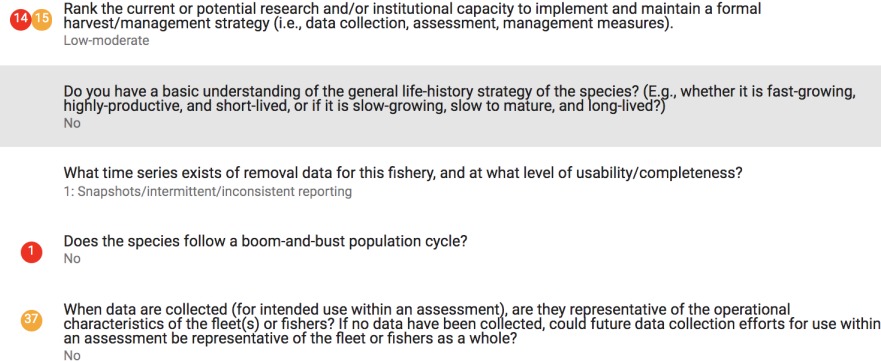 14 15 Rank the current or potential research and/or institutional capacity to implement and maintain a formal
harvest/management strategy (i.e., data collection, assessment, management measures).
Low-moderate
Do you have a basic understanding of the general life-history strategy of the species? (E.g., whether it is fast-growing,
highly-productive, and short-lived, or if it is slow-growing, slow to mature, and long-lived?)
No
What time series exists of removal data for this fishery, and at what level of usability/completeness?
1: Snapshots/intermittent/inconsistent reporting
1 Does the species follow a boom-and-bust population cycle?
No
When data are collected (for intended use within an assessment), are they representative of the operational
37 characteristics of the fleet(s) or fishers? If no data have been collected, could future data collection efforts for use within
an assessment be representative of the fleet or fishers as a whole?
No